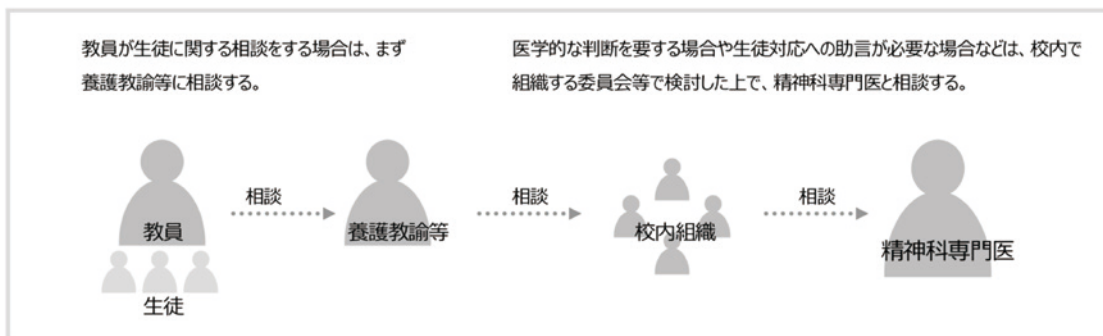 教員が生徒に関する相談をする場合は、まず
養護教諭等に相談する。
医学的な判断を要する場合や生徒対応への助言が必要な場合などは、校内で
組織する委員会等で検討した上で、精神科専門医と相談する。
相談
相談
相談
教員
養護教諭等
校内組織
精神科専門医
生徒